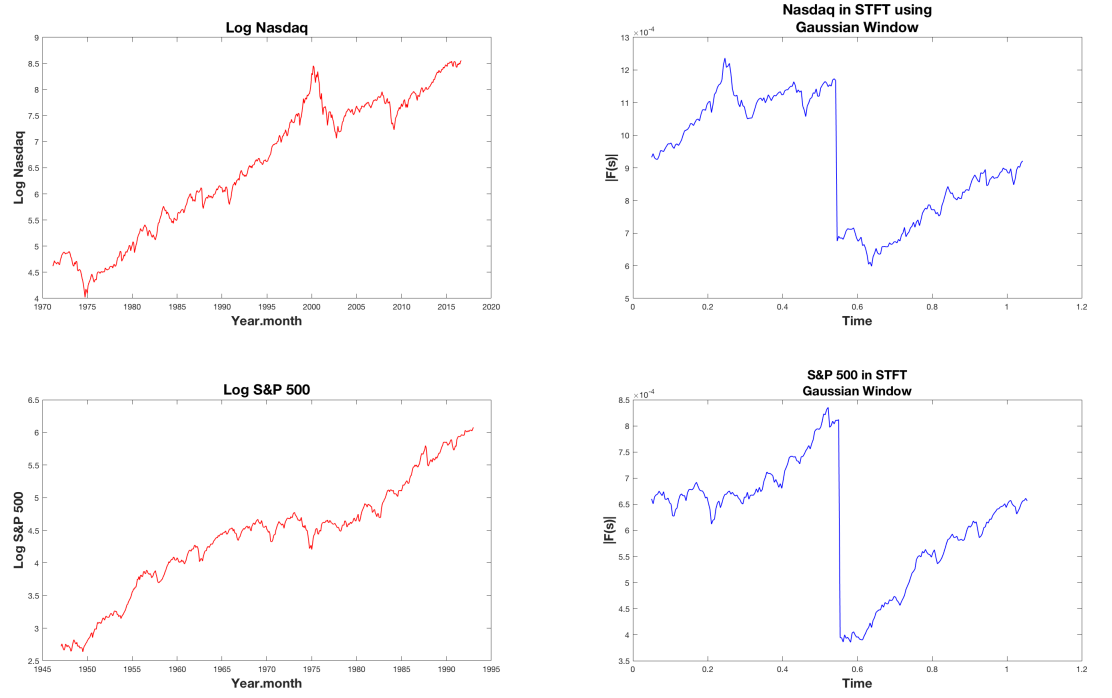 Log Nasdaq
9
8.5
8
7.5
7
6.5
6
5.5
5
4.5
4
Log Nasdaq
1970 1975 1980 1985 1990 1995 2000 2005 2010 2015 2020
Year.month
Nasdaq in STFT using
Gaussian Window
×10-4
13
12
11
10
9
8
7
6
5
|F(s)|
0 0.2 0.4 0.6 0.8 1 1.2
Time
Log S&P 500
6.5
6
5.5
5
4.5
4
3.5
3
2.5
Log S&P 500
1945 1950 1955 1960 1965 1970 1975 1980 1985 1990 1995
Year.month
S&P 500 in STFT
Gaussian Window
×10-4
8.5
8
7.5
7
6.5
6
5.5
5
4.5
4
3.5
|F(s)|
0 0.2 0.4 0.6 0.8 1 1.2
Time